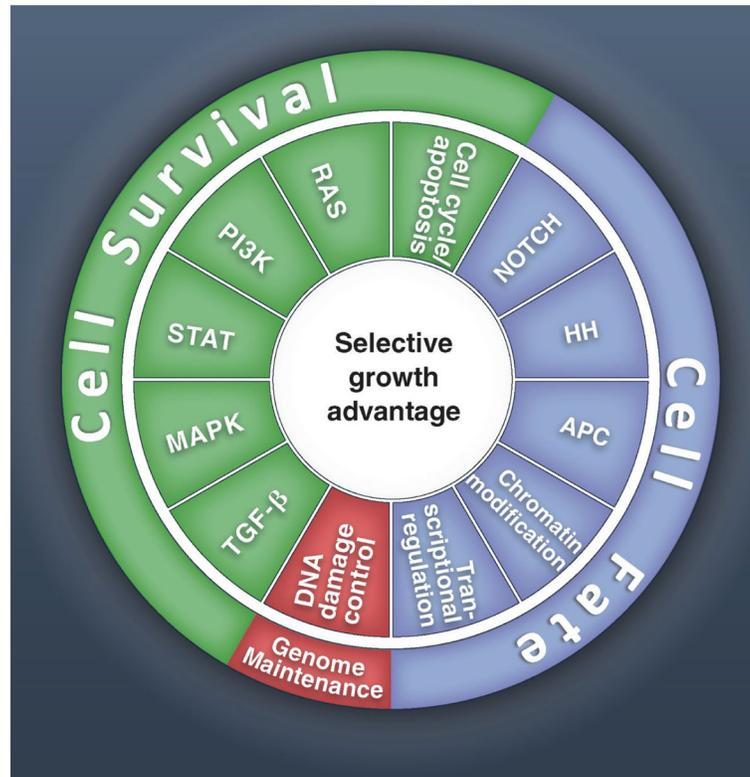 Cell Survival
Cell Fate
Genome
Maintenance
Cell cycle/
apoptosis
NOTCH
HH
APC
Chromatin
modification
Tran-
scriptional
regulation
DNA
damage
control
TGF-β
MAPK
STAT
PI3K
RAS
Selective
growth
advantage